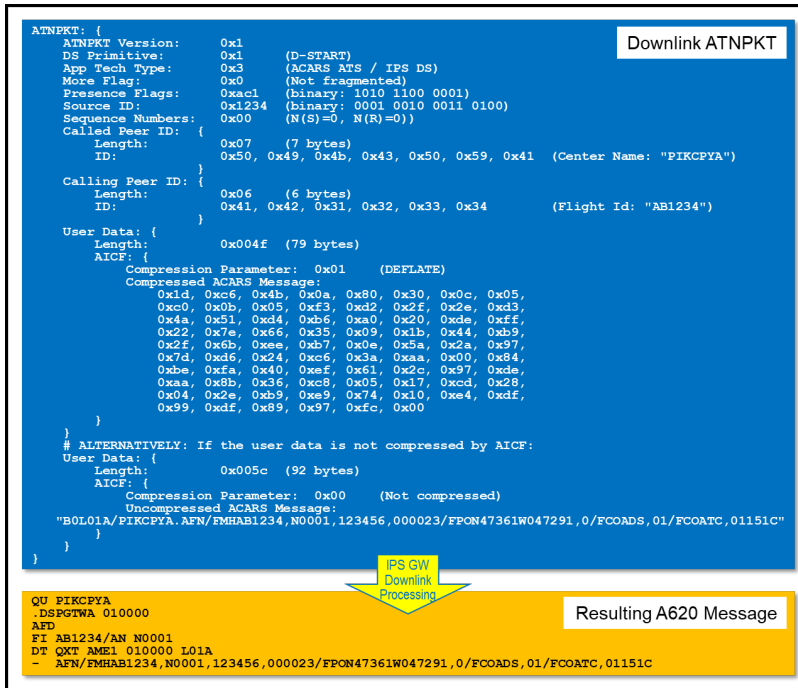 Downlink ATNPKT
ATNPKT: {
ATNPKT Version: 0x1
DS Primitive: 0x1 (D-START)
App Tech Type: 0x3 (ACARS ATS / IPS DS)
More Flag: 0x0 (Not fragmented)
Presence Flags: 0xac1 (binary: 1010 1100 0001)
Source ID: 0x1234 (binary: 0001 0010 0011 0100)
Sequence Numbers: 0x00 (N(S)=0, N(R)=0))
Called Peer ID: {
Length: 0x07 (7 bytes)
ID: 0x50, 0x49, 0x4b, 0x43, 0x50, 0x59, 0x41 (Center Name: "PIKCPYA")
}
Calling Peer ID: {
Length: 0x06 (6 bytes)
ID: 0x41, 0x42, 0x31, 0x32, 0x33, 0x34 (Flight Id: "AB1234")
}
User Data: {
Length: 0x004f (79 bytes)
AICF: {
Compression Parameter: 0x01 (DEFLATE)
Compressed ACARS Message:
0x1d, 0xc6, 0x4b, 0x0a, 0x80, 0x30, 0x0c, 0x05,
0xc0, 0x0b, 0x05, 0xf3, 0xd2, 0x2f, 0x2e, 0xd3,
0x4a, 0x51, 0xd4, 0xb6, 0xa0, 0x20, 0xde, 0xff,
0x22, 0x7e, 0x66, 0x35, 0x09, 0x1b, 0x44, 0xb9,
0x2f, 0x6b, 0xee, 0xb7, 0x0e, 0x5a, 0x2a, 0x97,
0x7d, 0xd6, 0x24, 0xc6, 0x3a, 0xaa, 0x00, 0x84,
0xbe, 0xfa, 0x40, 0xef, 0x61, 0x2c, 0x97, 0xde,
0xaa, 0x8b, 0x36, 0xc8, 0x05, 0x17, 0xcd, 0x28,
0x04, 0x2e, 0xb9, 0xe9, 0x74, 0x10, 0xe4, 0xdf,
0x99, 0xdf, 0x89, 0x97, 0xfc, 0x00
}
}
# ALTERNATIVELY: If the user data is not compressed by AICF:
User Data: {
Length: 0x005c (92 bytes)
AICF: {
Compression Parameter: 0x00 (Not compressed)
Uncompressed ACARS Message:
"B0L01A/PIKCPYA.AFN/FMHAB1234,N0001,123456,000023/FPON47361W047291,0/FCOADS,01/FCOATC,01151C"
}
}
}
IPS GW
Downlink
Processing
Resulting A620 Message
QU PIKCPYA
.DSPGTWA 010000
AFD
FI AB1234/AN N0001
DT QXT AME1 010000 L01A
- AFN/FMHAB1234,N0001,123456,000023/FPON47361W047291,0/FCOADS,01/FCOATC,01151C